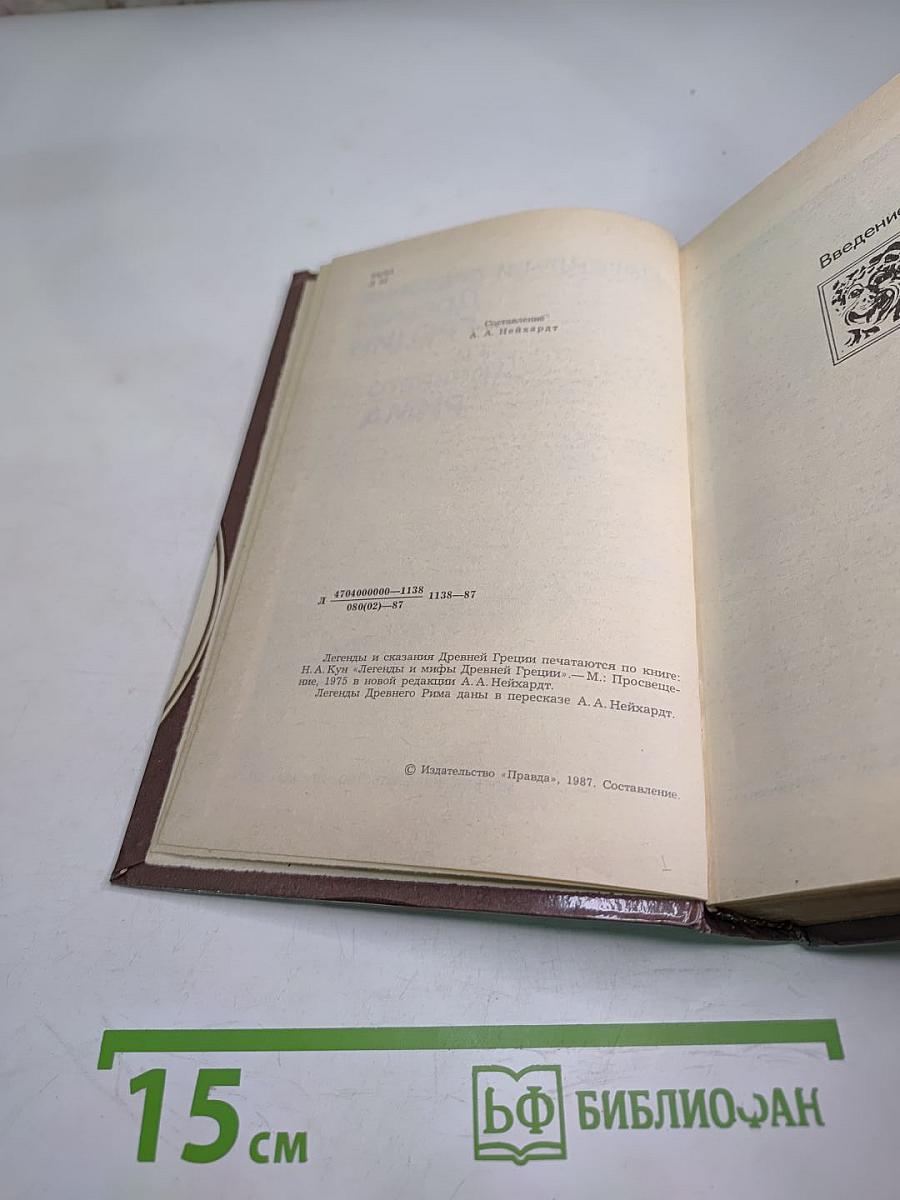 Составление
А. А. Нейхардт
Л 4704000000—1138 1138—87
080(02)—87
Легенды и сказания Древней Греции печатаются по книге:
Н. А. Кун «Легенды и мифы Древней Греции».— М.: Просвеще-
ние, 1975 в новой редакции А. А. Нейхардт.
Легенды Древнего Рима даны в пересказе А. А. Нейхардт.
© Издательство «Правда», 1987. Составление.
Введение
15 см
БФ БИБЛИОФАН